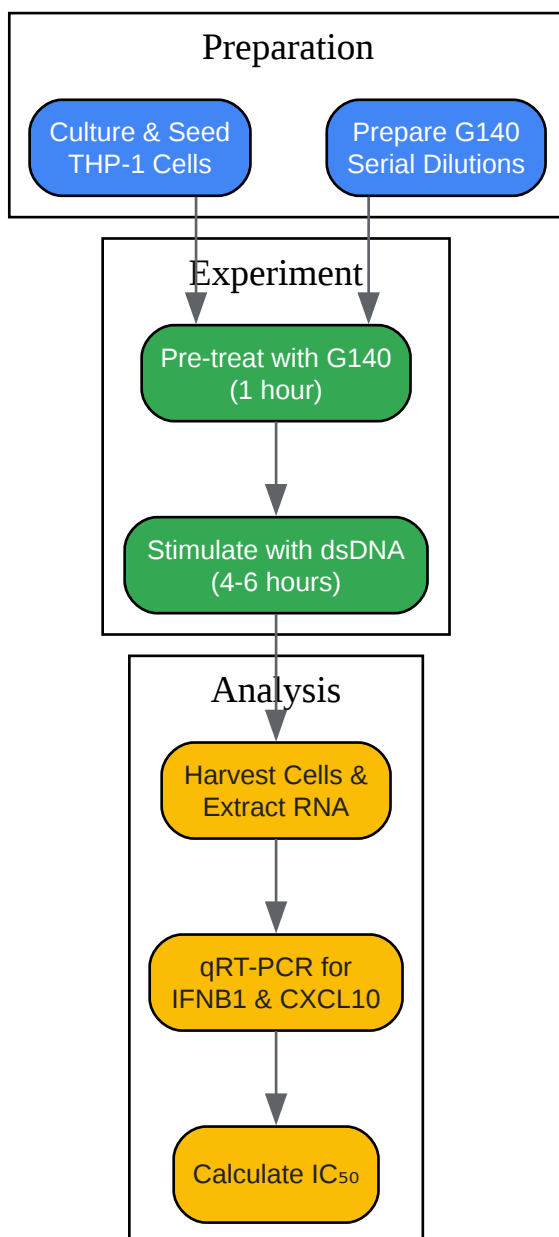 Preparation
Culture & Seed
THP-1 Cells
Prepare G140
Serial Dilutions
Experiment
Pre-treat with G140
(1 hour)
Stimulate with dsDNA
(4-6 hours)
Analysis
Harvest Cells &
Extract RNA
qRT-PCR for
IFNB1 & CXCL10
Calculate IC₅₀